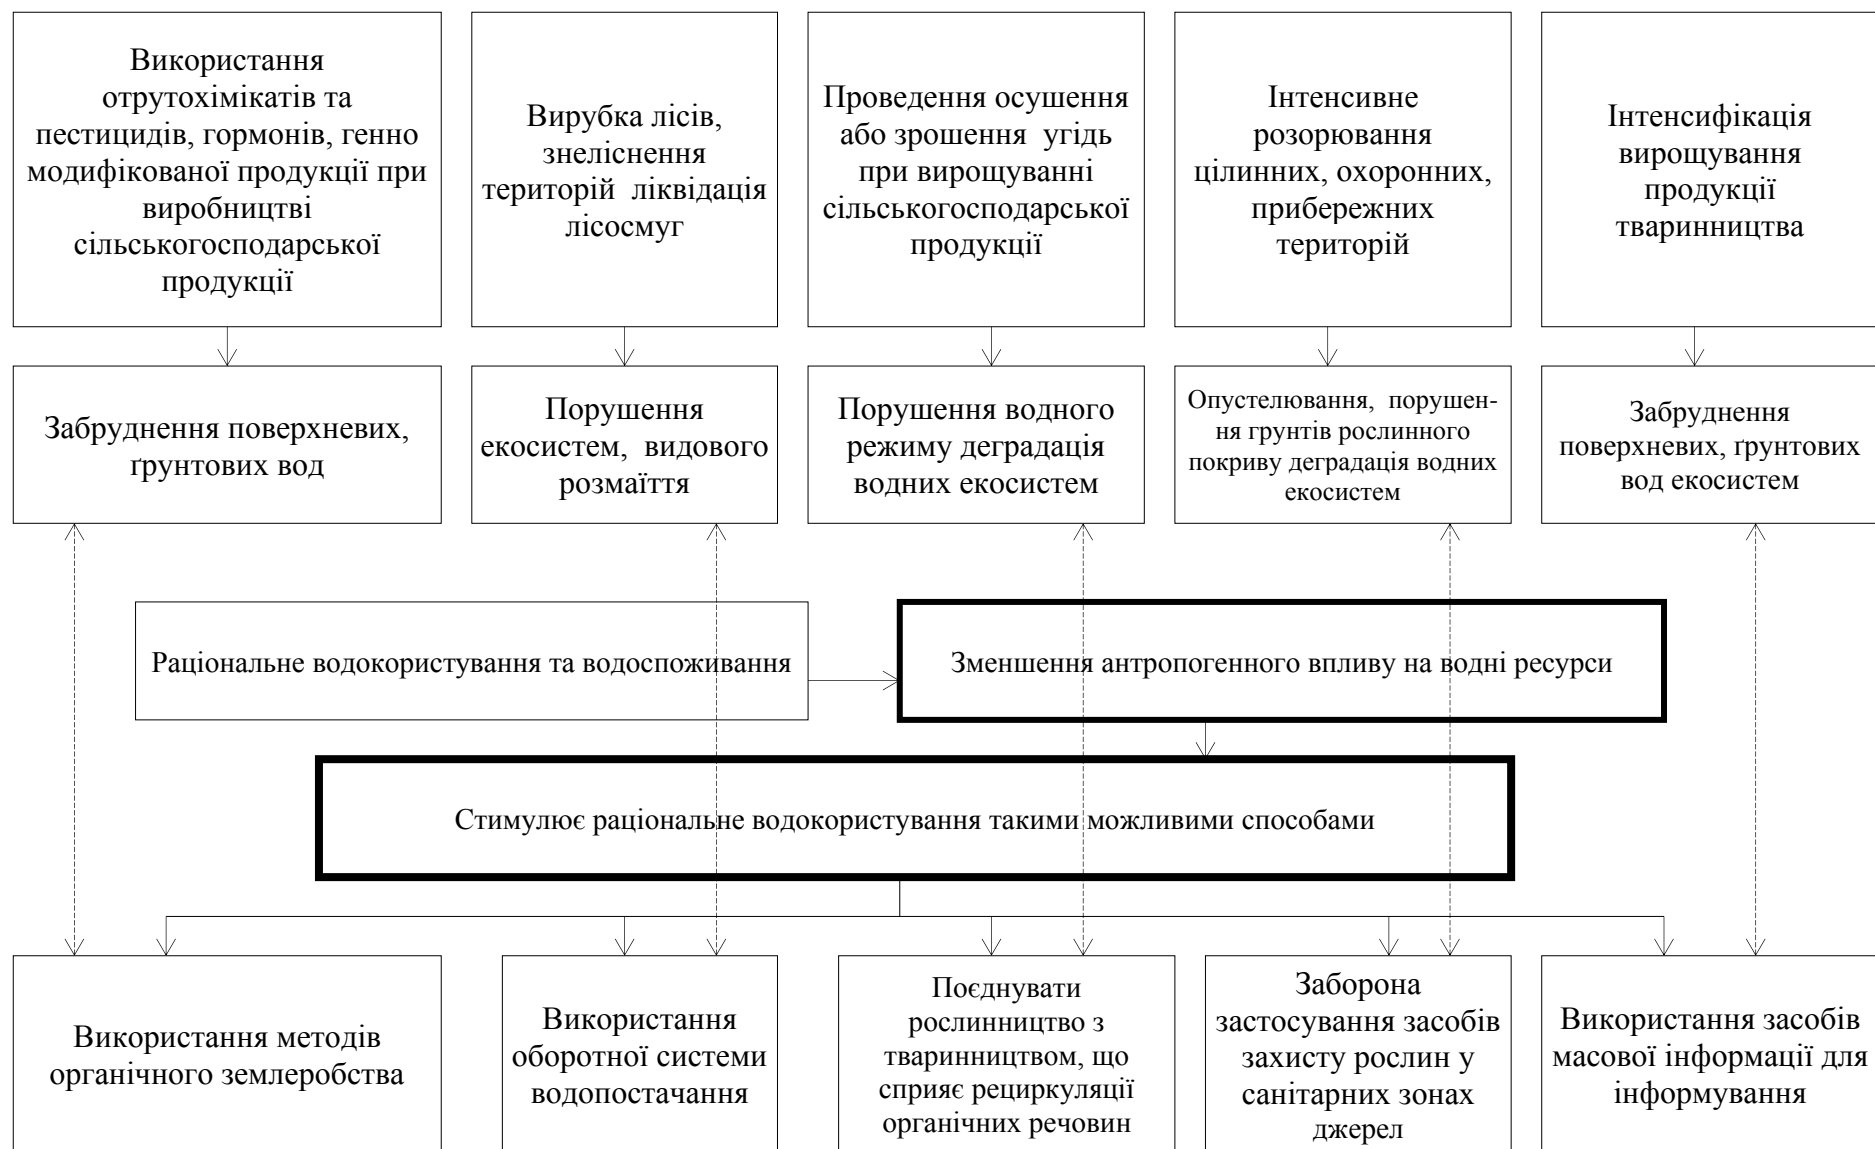 Використання
отрутохімікатів та
пестицидів, гормонів, генно
модифікованої продукції при
виробництві
сільськогосподарської
продукції
Вирубка лісів,
знеліснення
територій ліквідація
лісосмуг
Проведення осушення
або зрошення угідь
при вирощуванні
сільськогосподарської
продукції
Інтенсивне
розорювання
цілинних, охоронних,
прибережних
територій
Інтенсифікація
вирощування
продукції
тваринництва
Забруднення поверхневих,
ґрунтових вод
Порушення
екосистем, видового
розмаїття
Порушення водного
режиму деградація
водних екосистем
Опустелювання, порушен-
ня грунтів рослинного
покриву деградація водних
екосистем
Забруднення
поверхневих, ґрунтових
вод екосистем
Раціональне водокористування та водоспоживання
Зменшення антропогенного впливу на водні ресурси
Стимулює раціональне водокористування такими можливими способами
Використання методів
органічного землеробства
Використання
оборотної системи
водопостачання
Поєднувати
рослинництво з
тваринництвом, що
сприяє рециркуляції
органічних речовин
Заборона
застосування засобів
захисту рослин у
санітарних зонах
джерел
Використання засобів
масової інформації для
інформування